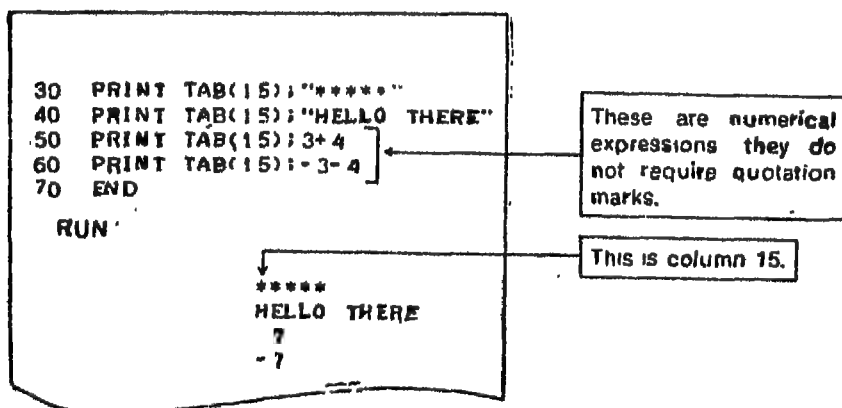 30 PRINT TAB(15);"*****"
40 PRINT TAB(15);"HELLO THERE"
50 PRINT TAB(15);3+4
60 PRINT TAB(15);-3-4
70 END
RUN
These are numerical
expressions they do
not require quotation
marks.
This is column 15.
*****
HELLO THERE
7
-7